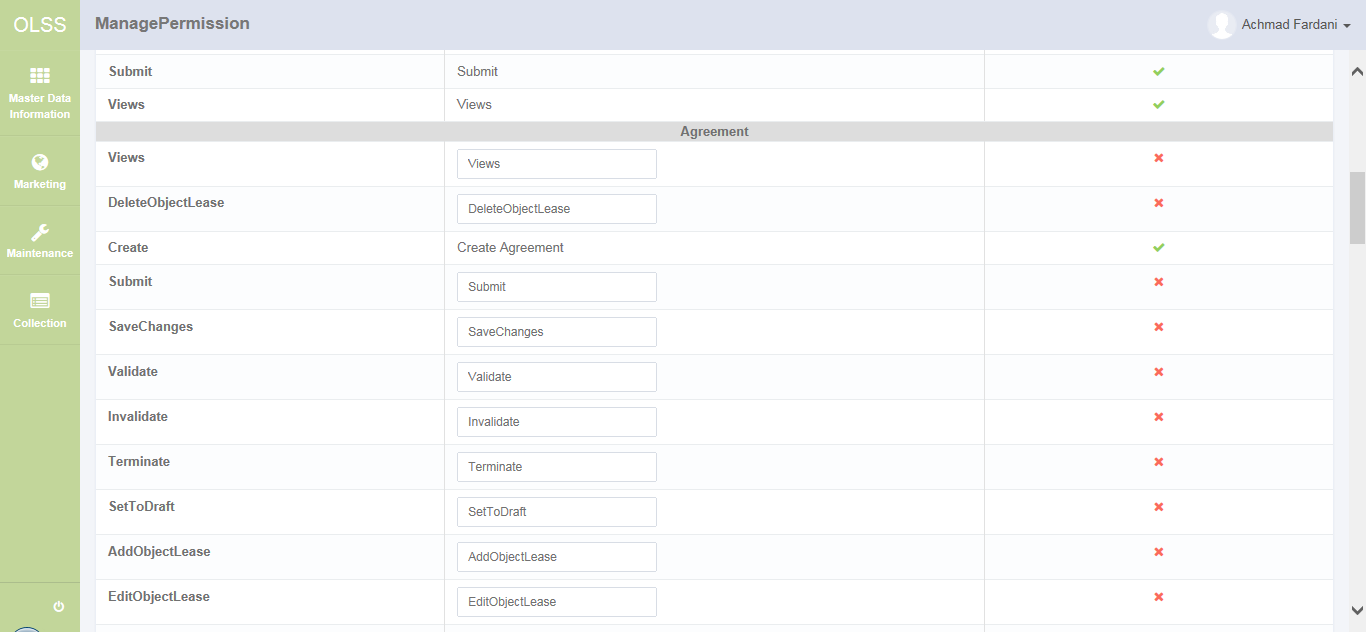 OLSS
ManagePermission
Achmad Fardani
Master Data
Information
Marketing
Maintenance
Collection
Submit Submit
Views Views
Agreement
Views Views
DeleteObjectLease DeleteObjectLease
Create Create Agreement
Submit Submit
SaveChanges SaveChanges
Validate Validate
Invalidate Invalidate
Terminate Terminate
SetToDraft SetToDraft
AddObjectLease AddObjectLease
EditObjectLease EditObjectLease